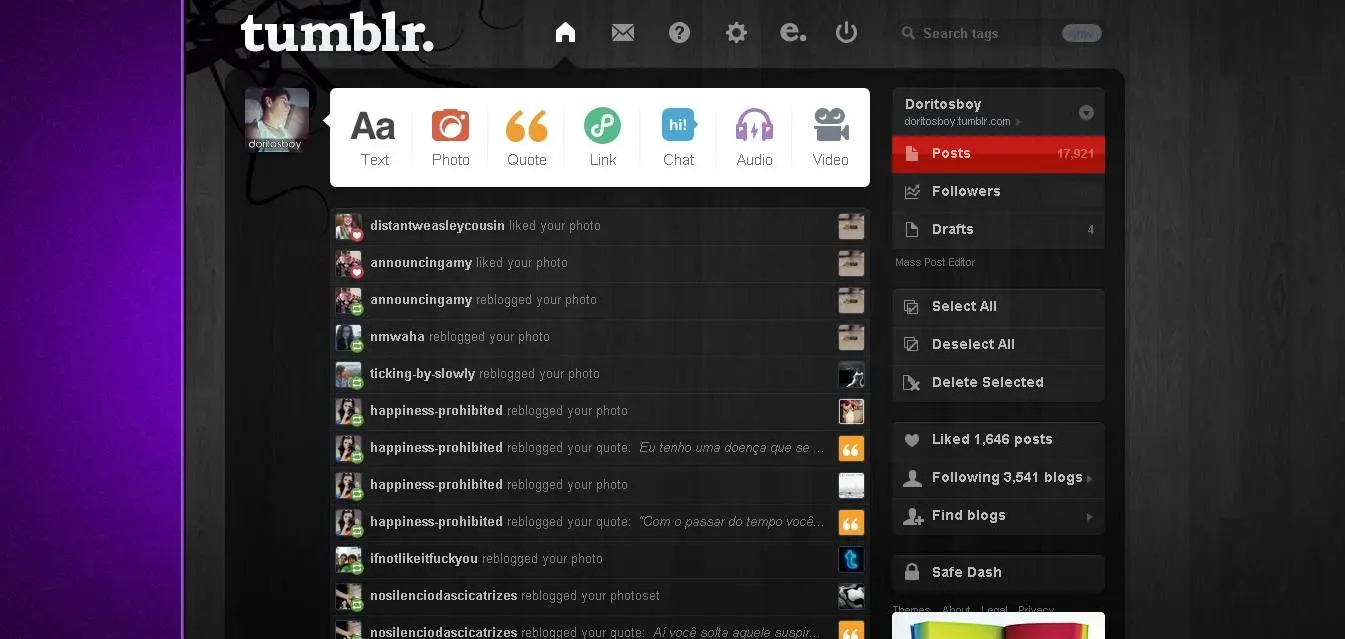 tumblr.
e.
Search tags
doritosboy
Aa
hi!
Text
Photo
Quote
Link
Chat
Audio
Video
distantweasleycousin liked your photo
announcingamy liked your photo
announcingamy reblogged your photo
nmwaha reblogged your photo
ticking-by-slowly reblogged your photo
happiness-prohibited reblogged your photo
happiness-prohibited reblogged your quote: Eu tenho uma doença que se ...
happiness-prohibited reblogged your photo
happiness-prohibited reblogged your quote: “Com o passar do tempo você...
ifnotlikeitfuckyou reblogged your photo
nosilenciodascicatrizes reblogged your photoset
nosilenciodascicatrizes reblogged your quote: Aí você solta aquele suspir...
Doritosboy
doritosboy.tumblr.com
Posts 17,921
Followers
Drafts 4
Mass Post Editor
Select All
Deselect All
Delete Selected
Liked 1,646 posts
Following 3,541 blogs
Find blogs
Safe Dash
Themes About Legal Privacy